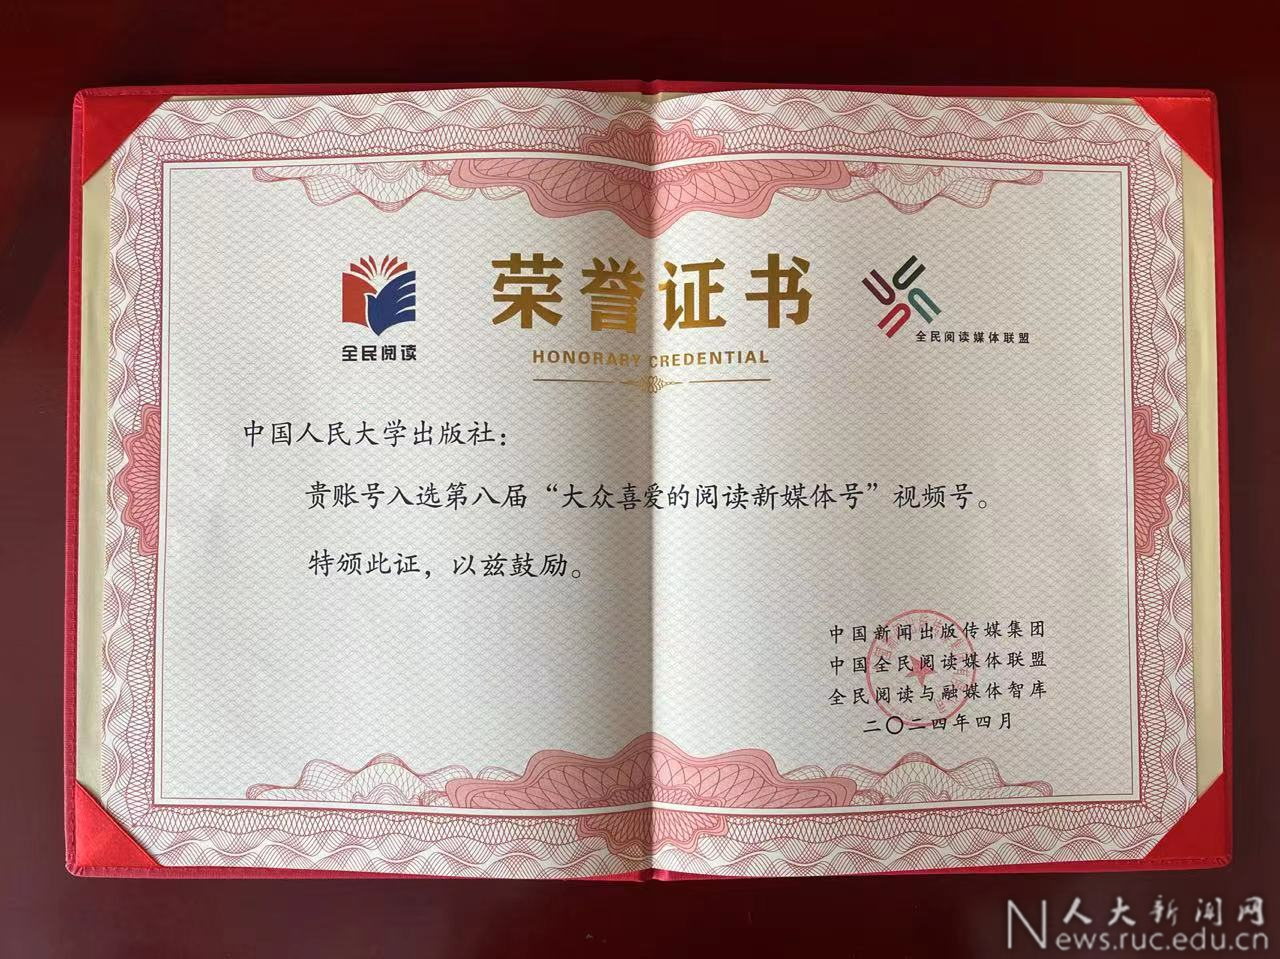 荣誉证书
HONORARY CREDENTIAL
全民阅读
全民阅读媒体联盟
中国人民大学出版社：
贵账号入选第八届“大众喜爱的阅读新媒体号”视频号。
特颁此证，以兹鼓励。
中国新闻出版传媒集团
中国全民阅读媒体联盟
全民阅读与融媒体智库
二〇二四年四月
人大新闻网
News.ruc.edu.cn